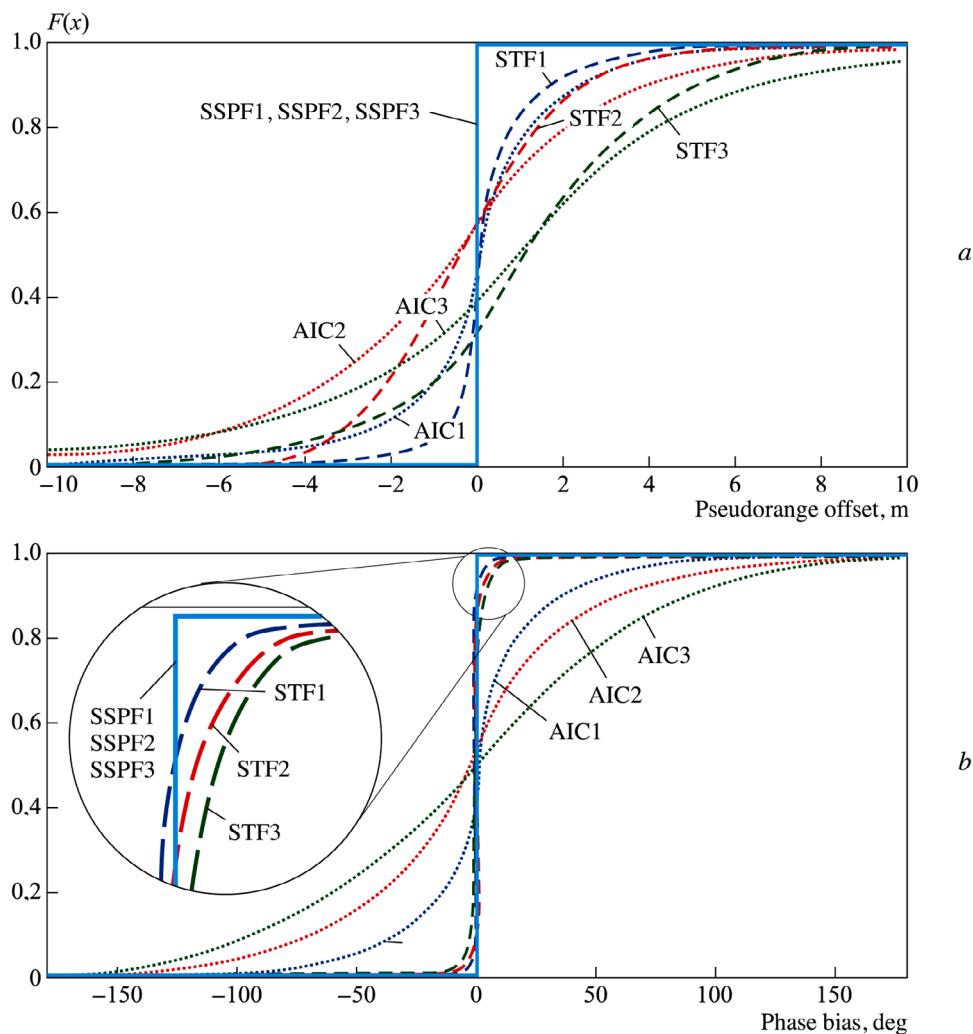 F(x)
1.0
STF1
SSPF1, SSPF2, SSPF3
0.8
STF2
STF3
0.6
a
0.4
AIC3
AIC2
0.2
AIC1
0
−10 −8 −6 −4 −2 0 2 4 6 8 10
Pseudorange offset, m
1.0
0.8
STF1
AIC3
SSPF1
AIC2
0.6
SSPF2
AIC1
SSPF3
STF2
b
0.4
STF3
0.2
0
−150 −100 −50 0 50 100 150
Phase bias, deg